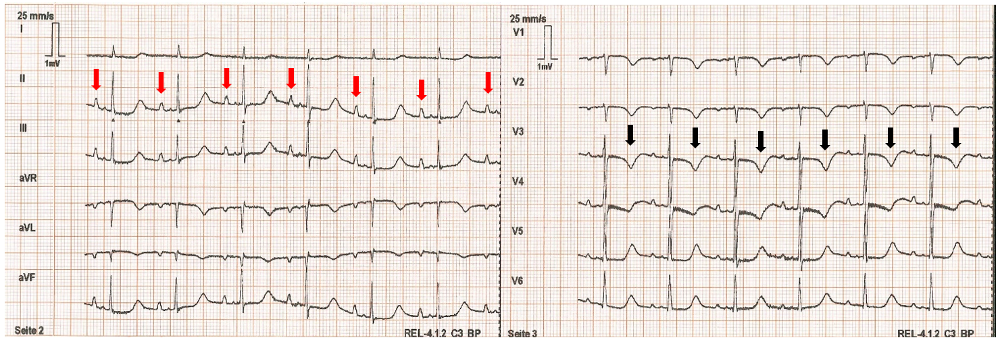 25 mm/s
I
1mV
II
III
aVR
aVL
aVF
Seite 2
REL-4.1.2 C3 BP
25 mm/s
V1
1mV
V2
V3
V4
V5
V6
Seite 3
REL-4.1.2 C3 BP